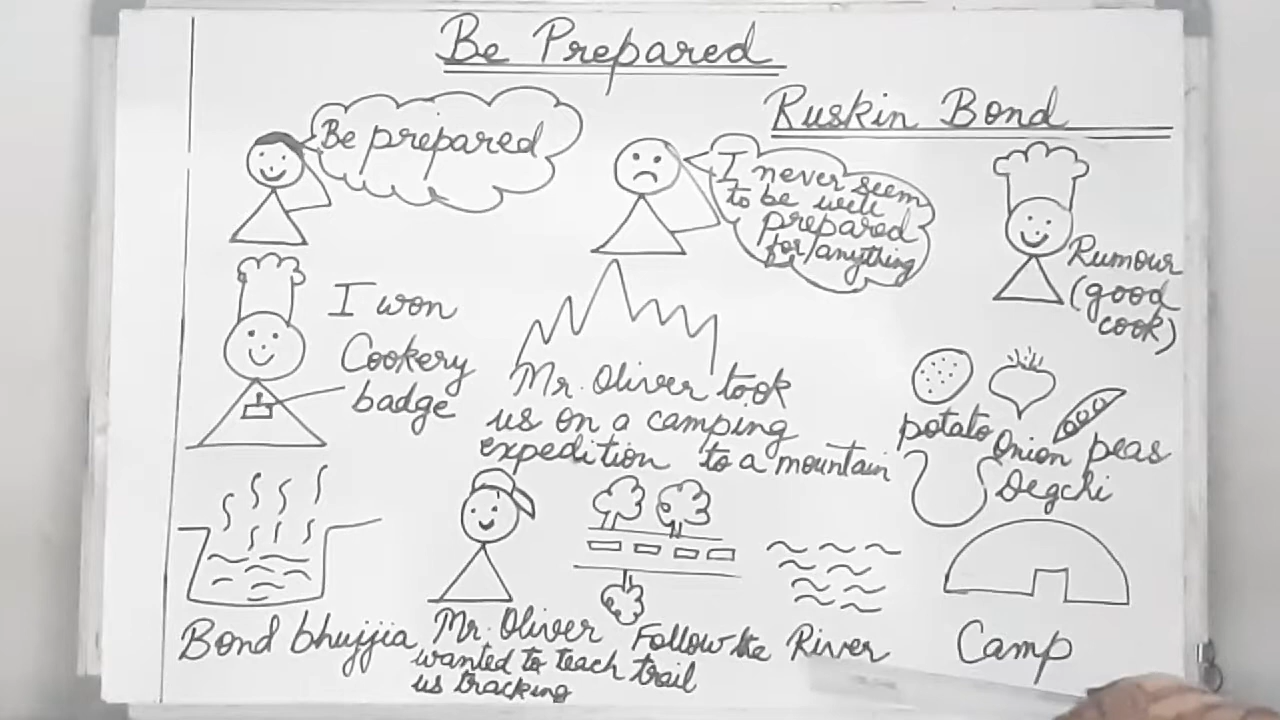 Be Prepared
Ruskin Bond
Be prepared
I never seem
to be well
prepared
for anything
Rumour
(good
cook)
I won
Cookery
badge
Mr. Oliver took
us on a camping
expedition to a mountain
potato onion peas
Degchi
Bond bhujjia
Mr. Oliver
wanted to teach
us tracking
Follow the
trail
River
Camp